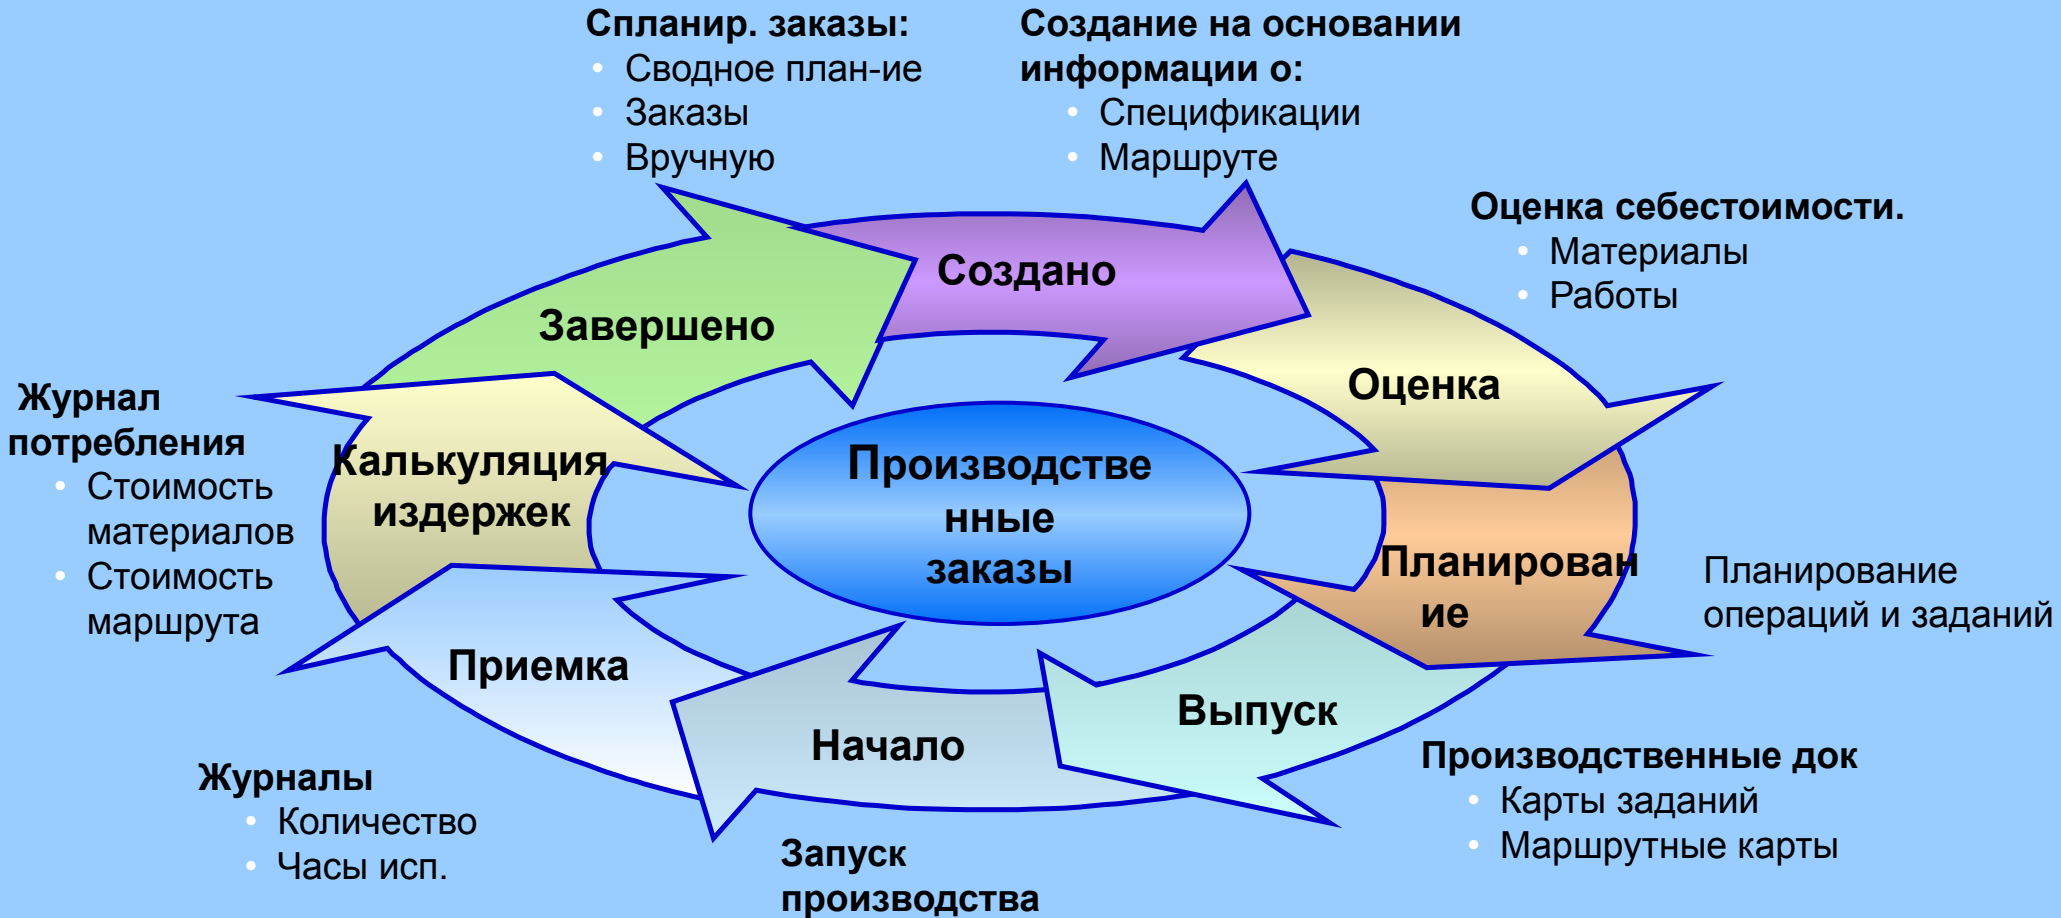 Спланир. заказы:
• Сводное план-ие
• Заказы
• Вручную
Создание на основании
информации о:
• Спецификации
• Маршруте
Оценка себестоимости.
• Материалы
• Работы
Создано
Завершено
Оценка
Журнал
потребления
• Стоимость
материалов
• Стоимость
маршрута
Калькуляция
издержек
Производстве
нные
заказы
Планирован
ие
Планирование
операций и заданий
Приемка
Начало
Выпуск
Журналы
• Количество
• Часы исп.
Запуск
производства
Производственные док
• Карты заданий
• Маршрутные карты